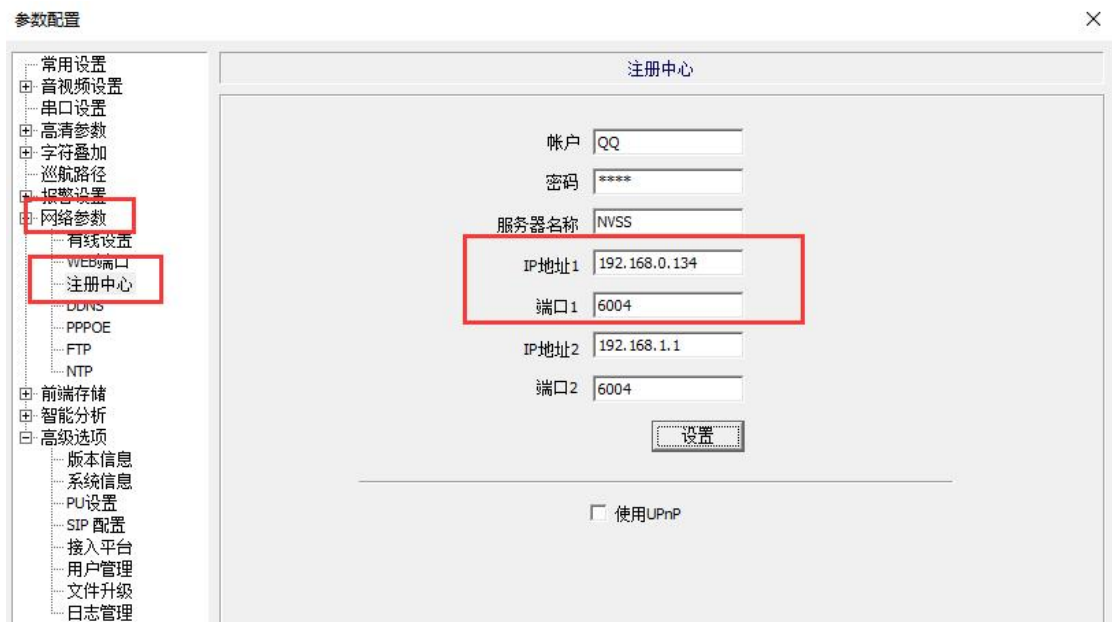 参数配置
常用设置
音视频设置
串口设置
高清参数
字符叠加
巡航路径
报警设置
网络参数
有线设置
WEB端口
注册中心
DDNS
PPPOE
FTP
NTP
前端存储
智能分析
高级选项
版本信息
系统信息
PU设置
SIP 配置
接入平台
用户管理
文件升级
日志管理
注册中心
帐户 QQ
密码 ****
服务器名称 NVSS
IP地址1 192.168.0.134
端口1 6004
IP地址2 192.168.1.1
端口2 6004
设置
使用UPnP